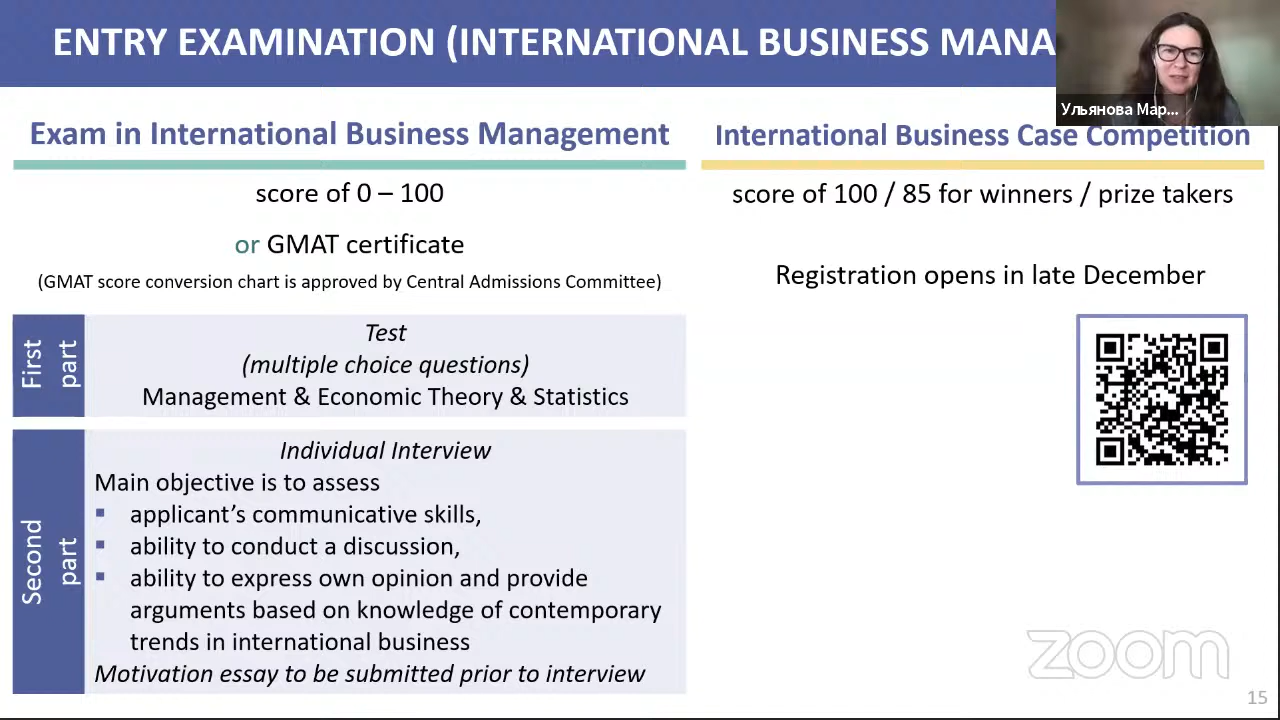 ENTRY EXAMINATION (INTERNATIONAL BUSINESS MANA
Ульянова Мар...
Exam in International Business Management
score of 0 – 100
or GMAT certificate
(GMAT score conversion chart is approved by Central Admissions Committee)
First
part
Test
(multiple choice questions)
Management & Economic Theory & Statistics
Second
part
Individual Interview
Main objective is to assess
▪ applicant’s communicative skills,
▪ ability to conduct a discussion,
▪ ability to express own opinion and provide
arguments based on knowledge of contemporary
trends in international business
Motivation essay to be submitted prior to interview
International Business Case Competition
score of 100 / 85 for winners / prize takers
Registration opens in late December
zoom
15